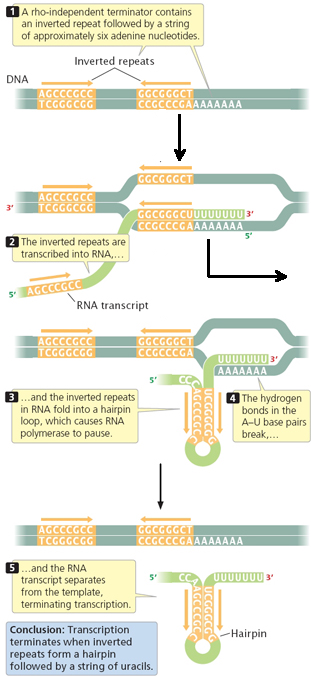 1 A rho-independent terminator contains
an inverted repeat followed by a string
of approximately six adenine nucleotides.
Inverted repeats
DNA
AGCCCGCC GGCGGGCT
TCGGGCGG CCGCCCGAAAAAAAA
GGCGGGCT
AGCCCGCC
TCGGGCGG
3'
GGCGGGCUUUUUUUU 3'
CCGCCCGAAAAAAAA
5'
2 The inverted repeats are
transcribed into RNA,...
5' AGCCCGCC
RNA transcript
AGCCCGCC GGCGGGCT
TCGGGCGG CCGCCCGA
UUUUUUU 3'
AAAAAAA
5' CC
3 ...and the inverted repeats
in RNA fold into a hairpin
loop, which causes RNA
polymerase to pause.
4 The hydrogen
bonds in the
A–U base pairs
break,...
AGCCCGCC GGCGGGCT
TCGGGCGG CCGCCCGAAAAAAAA
5 ...and the RNA
transcript separates
from the template,
terminating transcription.
5' CC UUUUUUU 3'
Hairpin
Conclusion: Transcription
terminates when inverted
repeats form a hairpin
followed by a string of uracils.